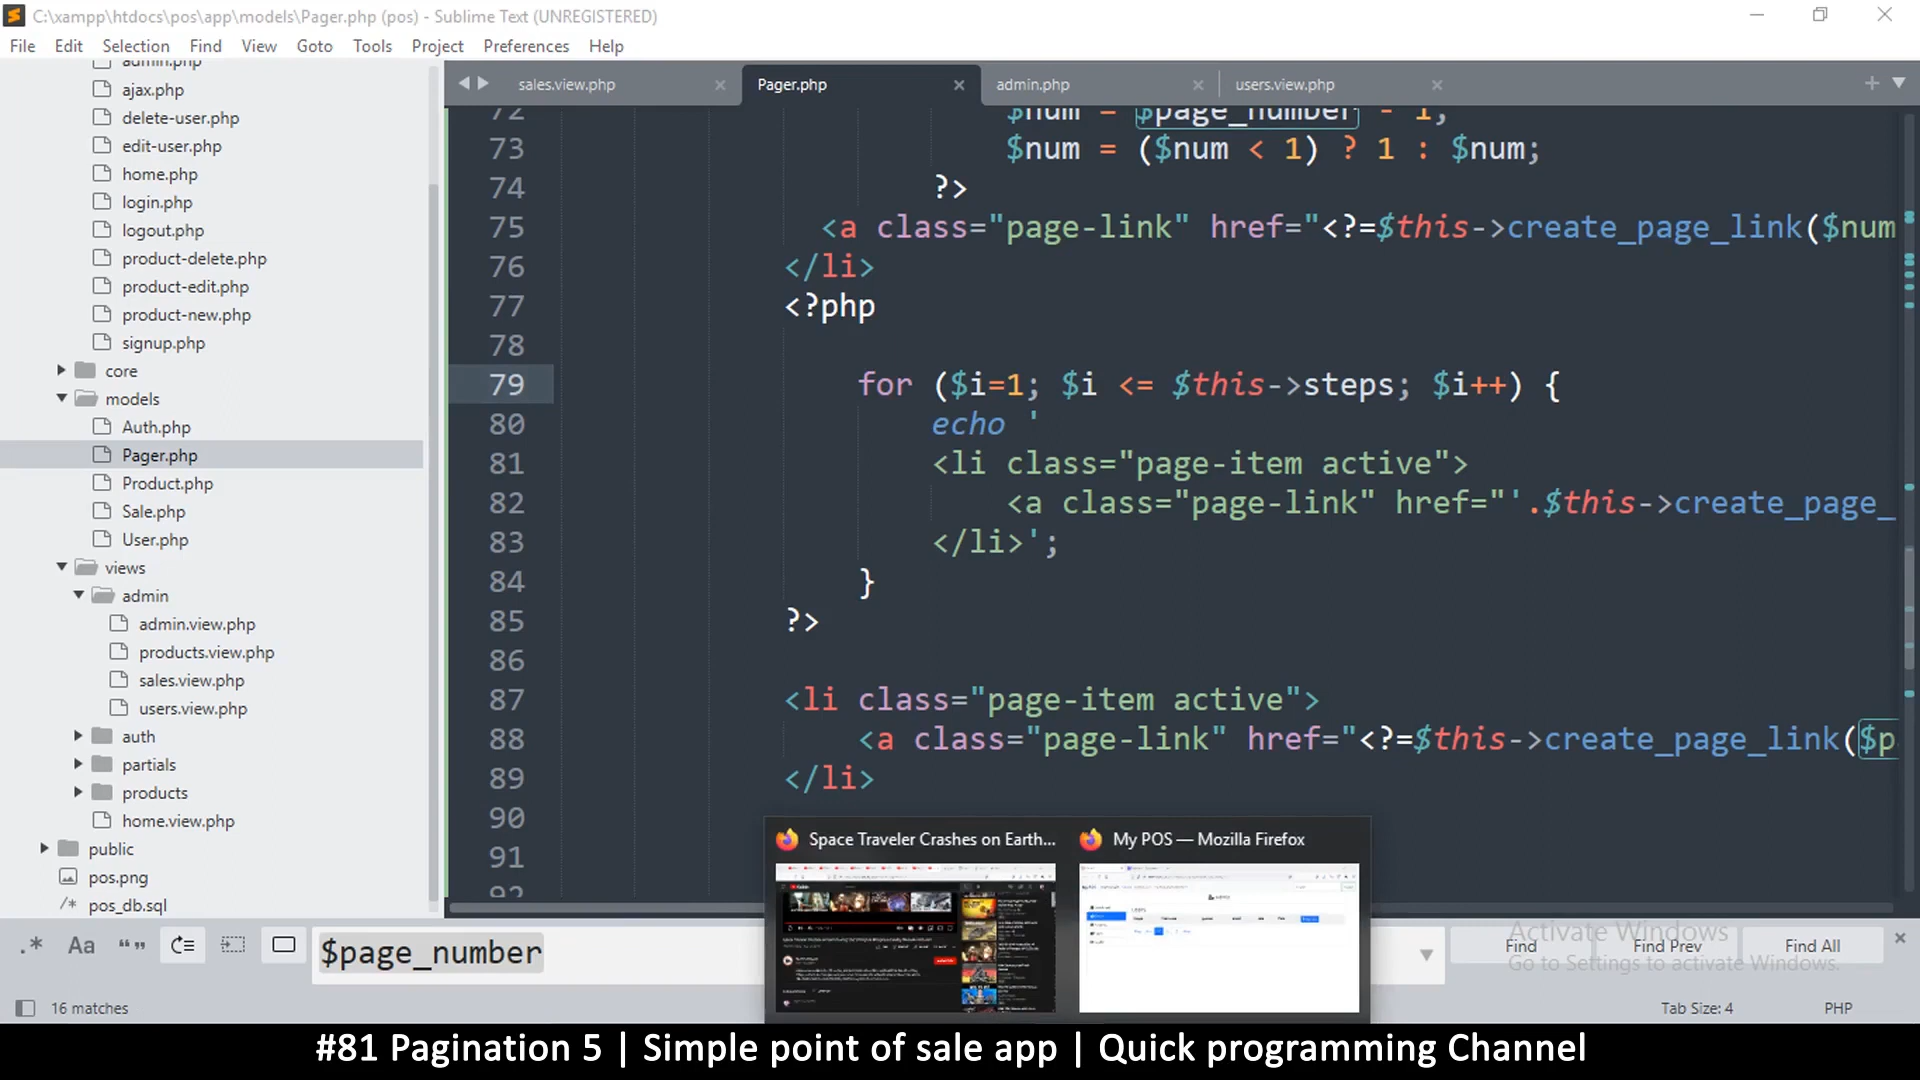 C:\xampp\htdocs\pos\app\models\Pager.php (pos) - Sublime Text (UNREGISTERED)
File Edit Selection Find View Goto Tools Project Preferences Help
admin.php
ajax.php
delete-user.php
edit-user.php
home.php
login.php
logout.php
product-delete.php
product-edit.php
product-new.php
signup.php
core
models
Auth.php
Pager.php
Product.php
Sale.php
User.php
views
admin
admin.view.php
products.view.php
sales.view.php
users.view.php
auth
partials
products
home.view.php
public
pos.png
/* pos_db.sql
sales.view.php Pager.php admin.php users.view.php
72 $num = $page_number - 1;
73 $num = ($num < 1) ? 1 : $num;
74 ?>
75 <a class="page-link" href="<?=$this->create_page_link($num
76 </li>
77 <?php
78
79 for ($i=1; $i <= $this->steps; $i++) {
80 echo '
81 <li class="page-item active">
82 <a class="page-link" href="'.$this->create_page_
83 </li>';
84 }
85 ?>
86
87 <li class="page-item active">
88 <a class="page-link" href="<?=$this->create_page_link($p
89 </li>
90
91
92
Space Traveler Crashes on Earth... My POS — Mozilla Firefox
.* Aa “ ” $page_number Find Find Prev Find All
Activate Windows
Go to Settings to activate Windows.
16 matches Tab Size: 4 PHP
#81 Pagination 5 | Simple point of sale app | Quick programming Channel